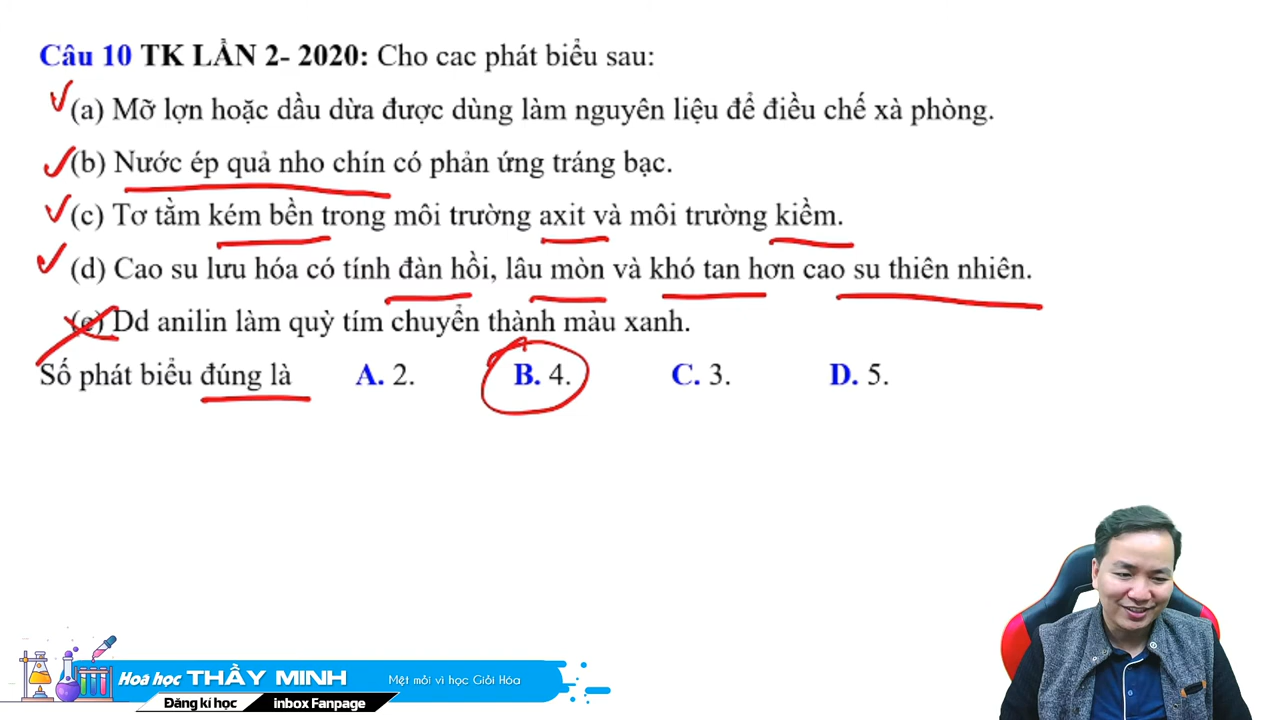 Câu 10 TK LẦN 2- 2020: Cho cac phát biểu sau:
(a) Mỡ lợn hoặc dầu dừa được dùng làm nguyên liệu để điều chế xà phòng.
(b) Nước ép quả nho chín có phản ứng tráng bạc.
(c) Tơ tằm kém bền trong môi trường axit và môi trường kiềm.
(d) Cao su lưu hóa có tính đàn hồi, lâu mòn và khó tan hơn cao su thiên nhiên.
(e) Dd anilin làm quỳ tím chuyển thành màu xanh.
Số phát biểu đúng là A. 2. B. 4. C. 3. D. 5.
Hoá học THẦY MINH Mệt mỏi vì học Giỏi Hóa
Đăng kí học inbox Fanpage